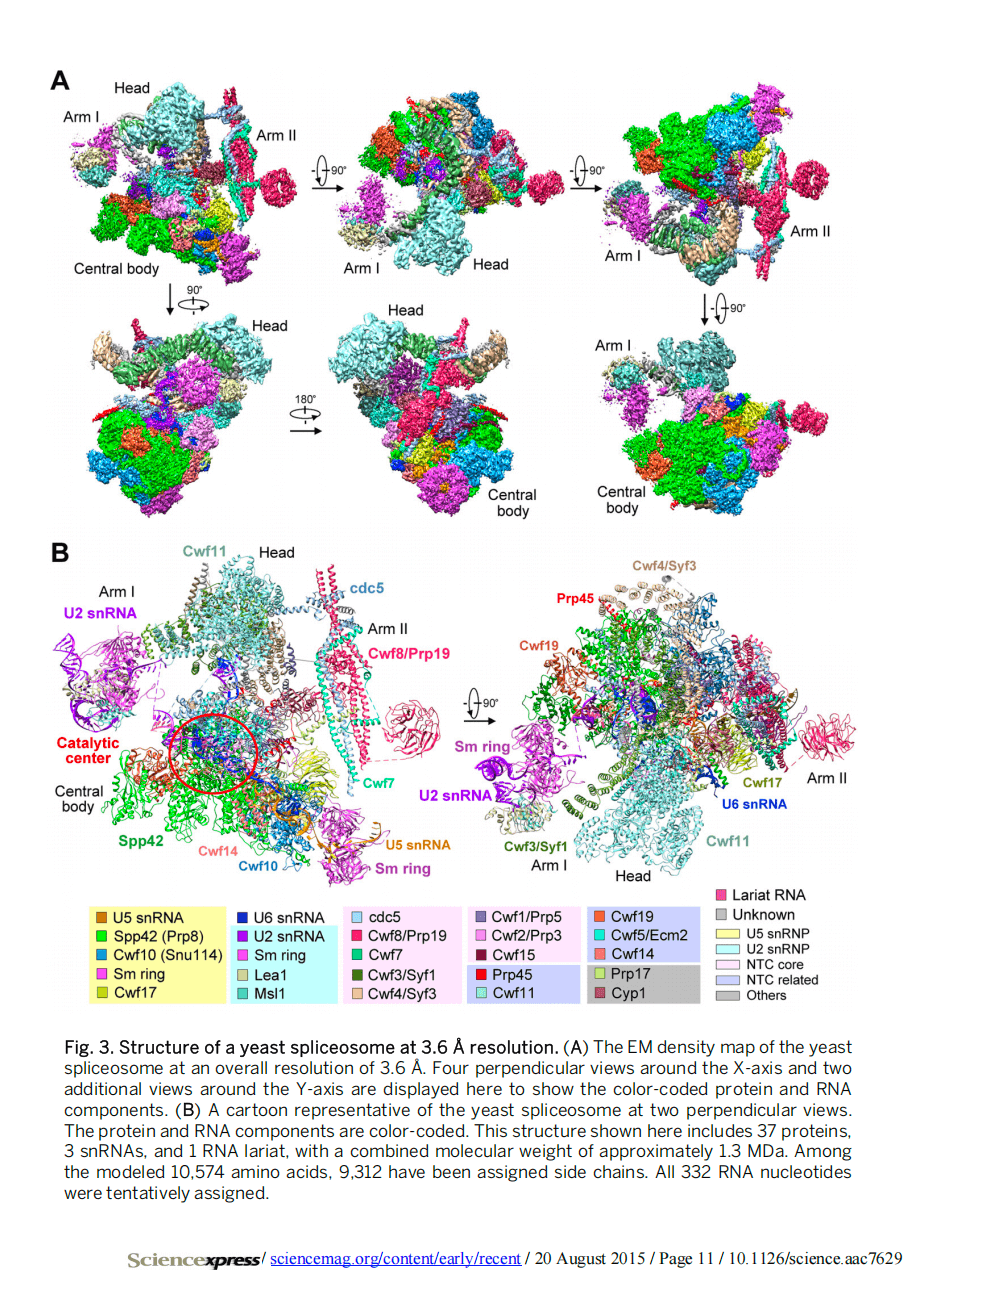 A
Head
Arm I
Arm II
Central body
90°
Arm I
Head
90°
Arm I
Arm II
90°
Head
180°
Head
Central
body
90°
Arm I
Central
body
B
Cwf11
Head
Arm I
U2 snRNA
cdc5
Arm II
Cwf8/Prp19
Catalytic
center
Central
body
Spp42
Cwf14
Cwf10
Cwf7
U5 snRNA
Sm ring
90°
Cwf4/Syf3
Prp45
Cwf19
Sm ring
U2 snRNA
Cwf3/Syf1
Arm I
Head
Cwf11
U6 snRNA
Cwf17
Arm II
U5 snRNA
Spp42 (Prp8)
Cwf10 (Snu114)
Sm ring
Cwf17
U6 snRNA
U2 snRNA
Sm ring
Lea1
Msl1
cdc5
Cwf8/Prp19
Cwf7
Cwf3/Syf1
Cwf4/Syf3
Cwf1/Prp5
Cwf2/Prp3
Cwf15
Prp45
Cwf11
Cwf19
Cwf5/Ecm2
Cwf14
Prp17
Cyp1
Lariat RNA
Unknown
U5 snRNP
U2 snRNP
NTC core
NTC related
Others
Fig. 3. Structure of a yeast spliceosome at 3.6 Å resolution. (A) The EM density map of the yeast
spliceosome at an overall resolution of 3.6 Å. Four perpendicular views around the X-axis and two
additional views around the Y-axis are displayed here to show the color-coded protein and RNA
components. (B) A cartoon representative of the yeast spliceosome at two perpendicular views.
The protein and RNA components are color-coded. This structure shown here includes 37 proteins,
3 snRNAs, and 1 RNA lariat, with a combined molecular weight of approximately 1.3 MDa. Among
the modeled 10,574 amino acids, 9,312 have been assigned side chains. All 332 RNA nucleotides
were tentatively assigned.
Sciencexpress/ sciencemag.org/content/early/recent / 20 August 2015 / Page 11 / 10.1126/science.aac7629